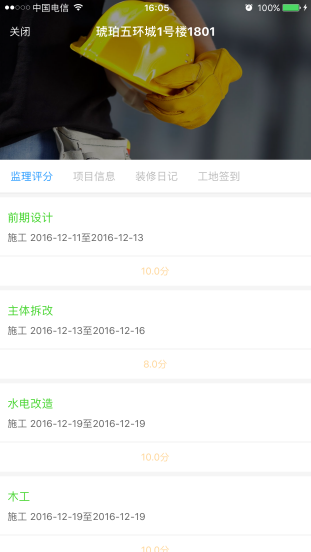 中国电信 16:05 100%
关闭 琥珀五环城1号楼1801
监理评分 项目信息 装修日记 工地签到
前期设计
施工 2016-12-11至2016-12-13
10.0分
主体拆改
施工 2016-12-13至2016-12-16
8.0分
水电改造
施工 2016-12-19至2016-12-19
10.0分
木工
施工 2016-12-19至2016-12-19
10.0分